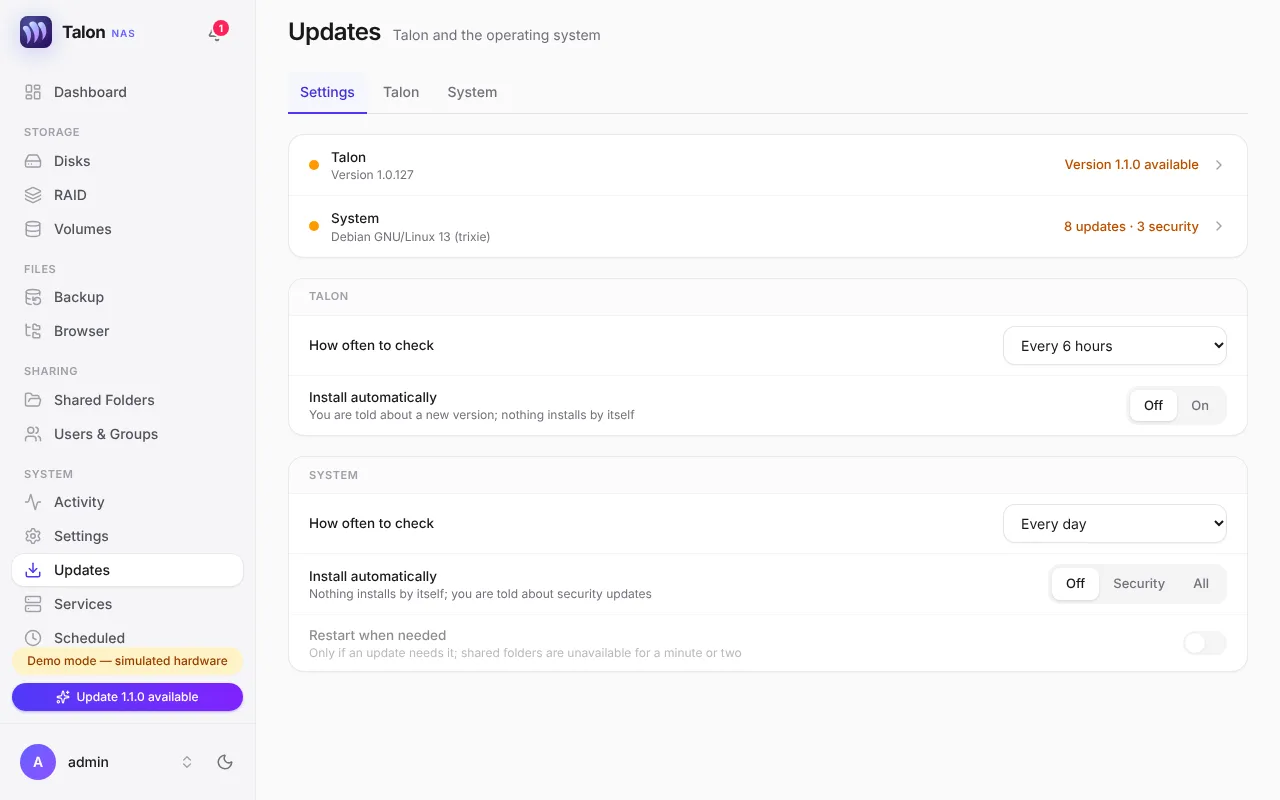 Talon NAS
1
Dashboard
STORAGE
Disks
RAID
Volumes
FILES
Backup
Browser
SHARING
Shared Folders
Users & Groups
SYSTEM
Activity
Settings
Updates
Services
Scheduled
Demo mode — simulated hardware
Update 1.1.0 available
A
admin
Updates Talon and the operating system
Settings Talon System
Talon
Version 1.0.127
Version 1.1.0 available
System
Debian GNU/Linux 13 (trixie)
8 updates · 3 security
TALON
How often to check
Every 6 hours
Install automatically
You are told about a new version; nothing installs by itself
Off On
SYSTEM
How often to check
Every day
Install automatically
Nothing installs by itself; you are told about security updates
Off Security All
Restart when needed
Only if an update needs it; shared folders are unavailable for a minute or two